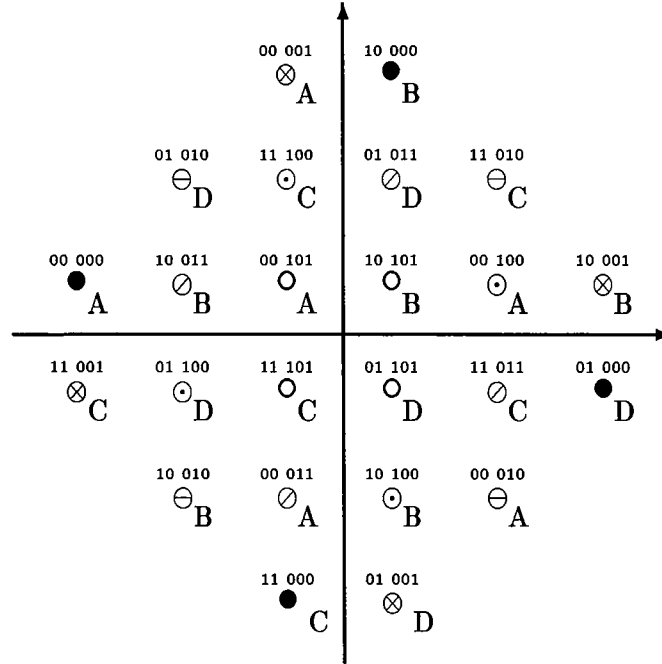 00 001 10 000
A B
01 010 11 100 01 011 11 010
D C D C
00 000 10 011 00 101 10 101 00 100 10 001
A B A B A B
11 001 01 100 11 101 01 101 11 011 01 000
C D C D C D
10 010 00 011 10 100 00 010
B A B A
11 000 01 001
C D